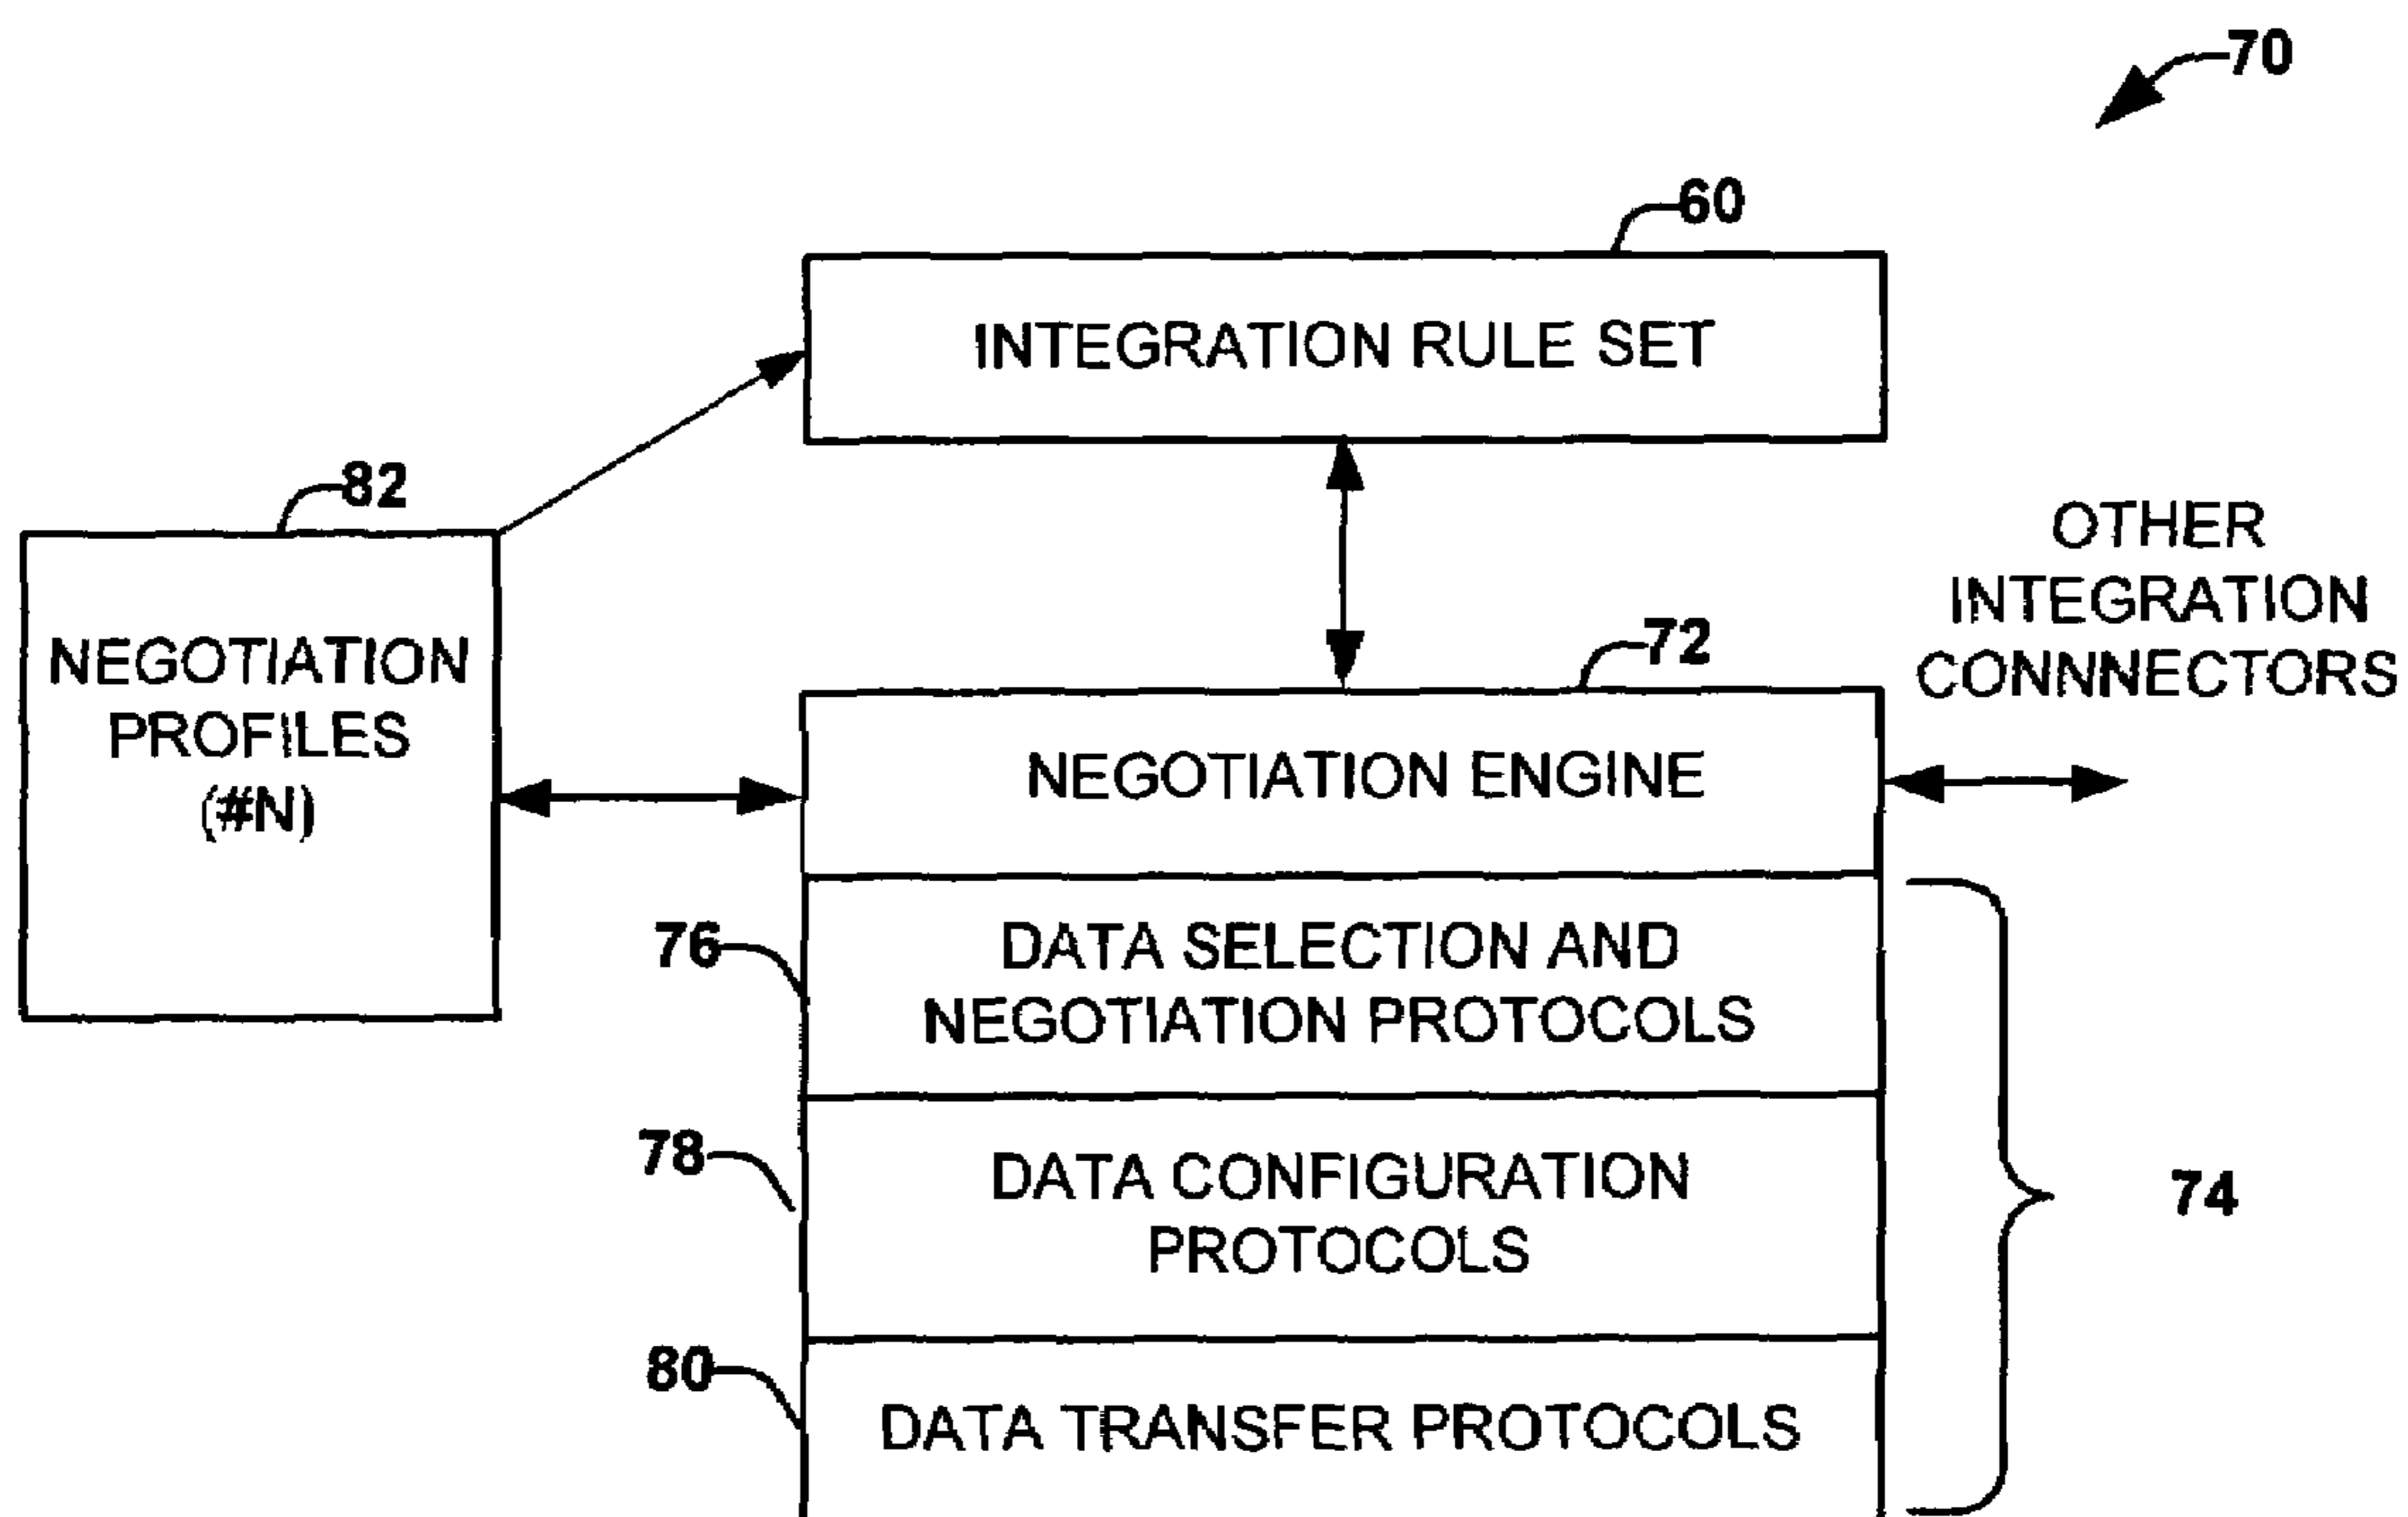 70
60
INTEGRATION RULE SET
82
NEGOTIATION
PROFILES
(#N)
OTHER
INTEGRATION
CONNNECTORS
72
NEGOTIATION ENGINE
76
DATA SELECTION AND
NEGOTIATION PROTOCOLS
78
DATA CONFIGURATION
PROTOCOLS
74
80
DATA TRANSFER PROTOCOLS